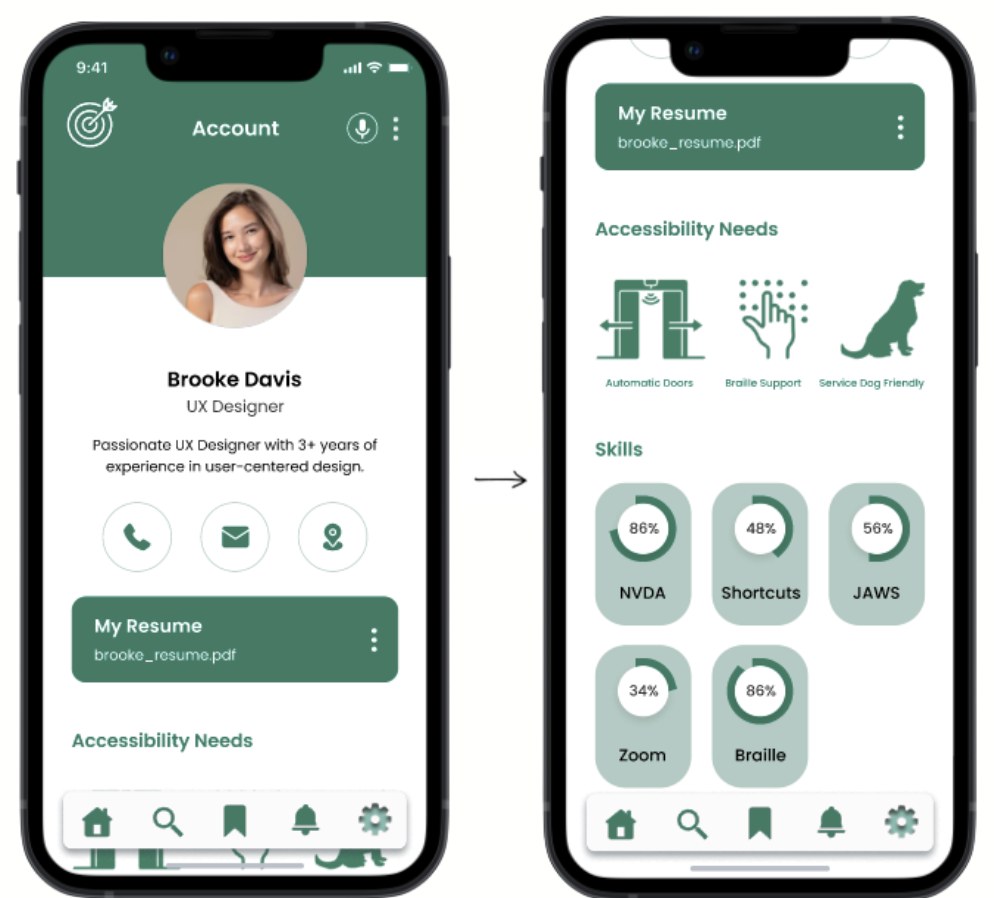 9:41
Account
Brooke Davis
UX Designer
Passionate UX Designer with 3+ years of
experience in user-centered design.
My Resume
brooke_resume.pdf
Accessibility Needs
My Resume
brooke_resume.pdf
Accessibility Needs
Automatic Doors Braille Support Service Dog Friendly
Skills
86% 48% 56%
NVDA Shortcuts JAWS
34% 86%
Zoom Braille